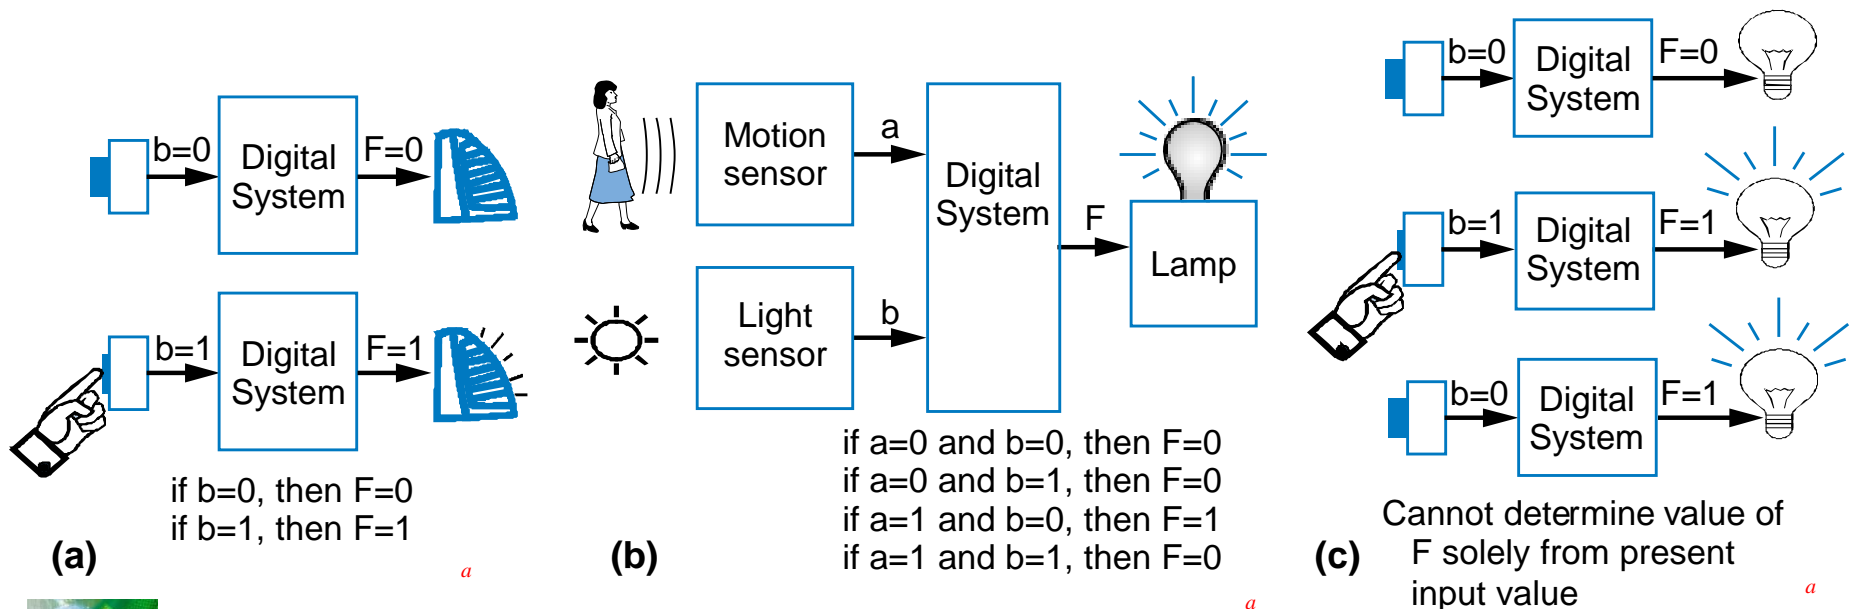 b=0
Digital
System
F=0
b=1
Digital
System
F=1
if b=0, then F=0
if b=1, then F=1
(a)
a
Motion
sensor
a
Light
sensor
b
Digital
System
F
Lamp
if a=0 and b=0, then F=0
if a=0 and b=1, then F=0
if a=1 and b=0, then F=1
if a=1 and b=1, then F=0
(b)
a
b=0
Digital
System
F=0
b=1
Digital
System
F=1
b=0
Digital
System
F=1
Cannot determine value of
F solely from present
input value
(c)
a